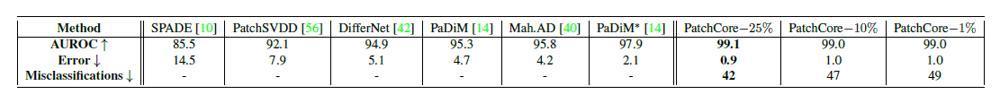 Method SPADE [10] PatchSVDD [56] DifferNet [42] PaDiM [14] Mah.AD [40] PaDiM* [14] PatchCore−25% PatchCore−10% PatchCore−1%
AUROC ↑ 85.5 92.1 94.9 95.3 95.8 97.9 99.1 99.0 99.0
Error ↓ 14.5 7.9 5.1 4.7 4.2 2.1 0.9 1.0 1.0
Misclassifications ↓ - - - - - - 42 47 49